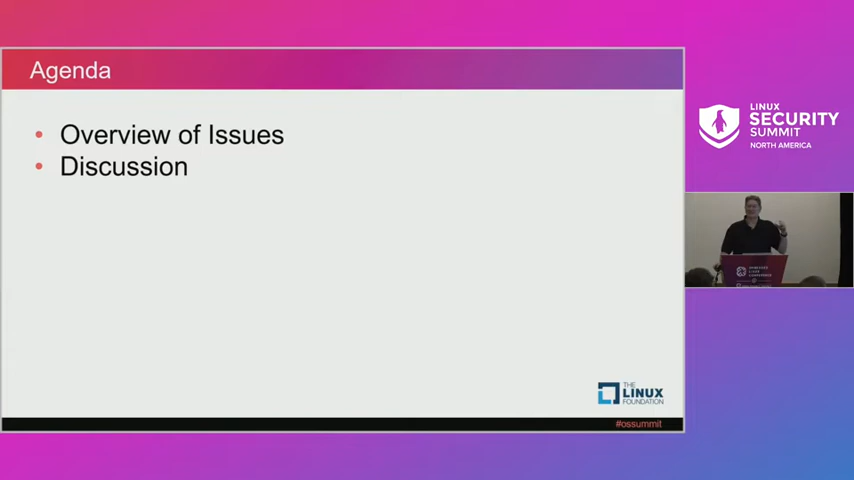 Agenda
• Overview of Issues
• Discussion
THE
LINUX
FOUNDATION
#ossummit
LINUX
SECURITY
SUMMIT
NORTH AMERICA